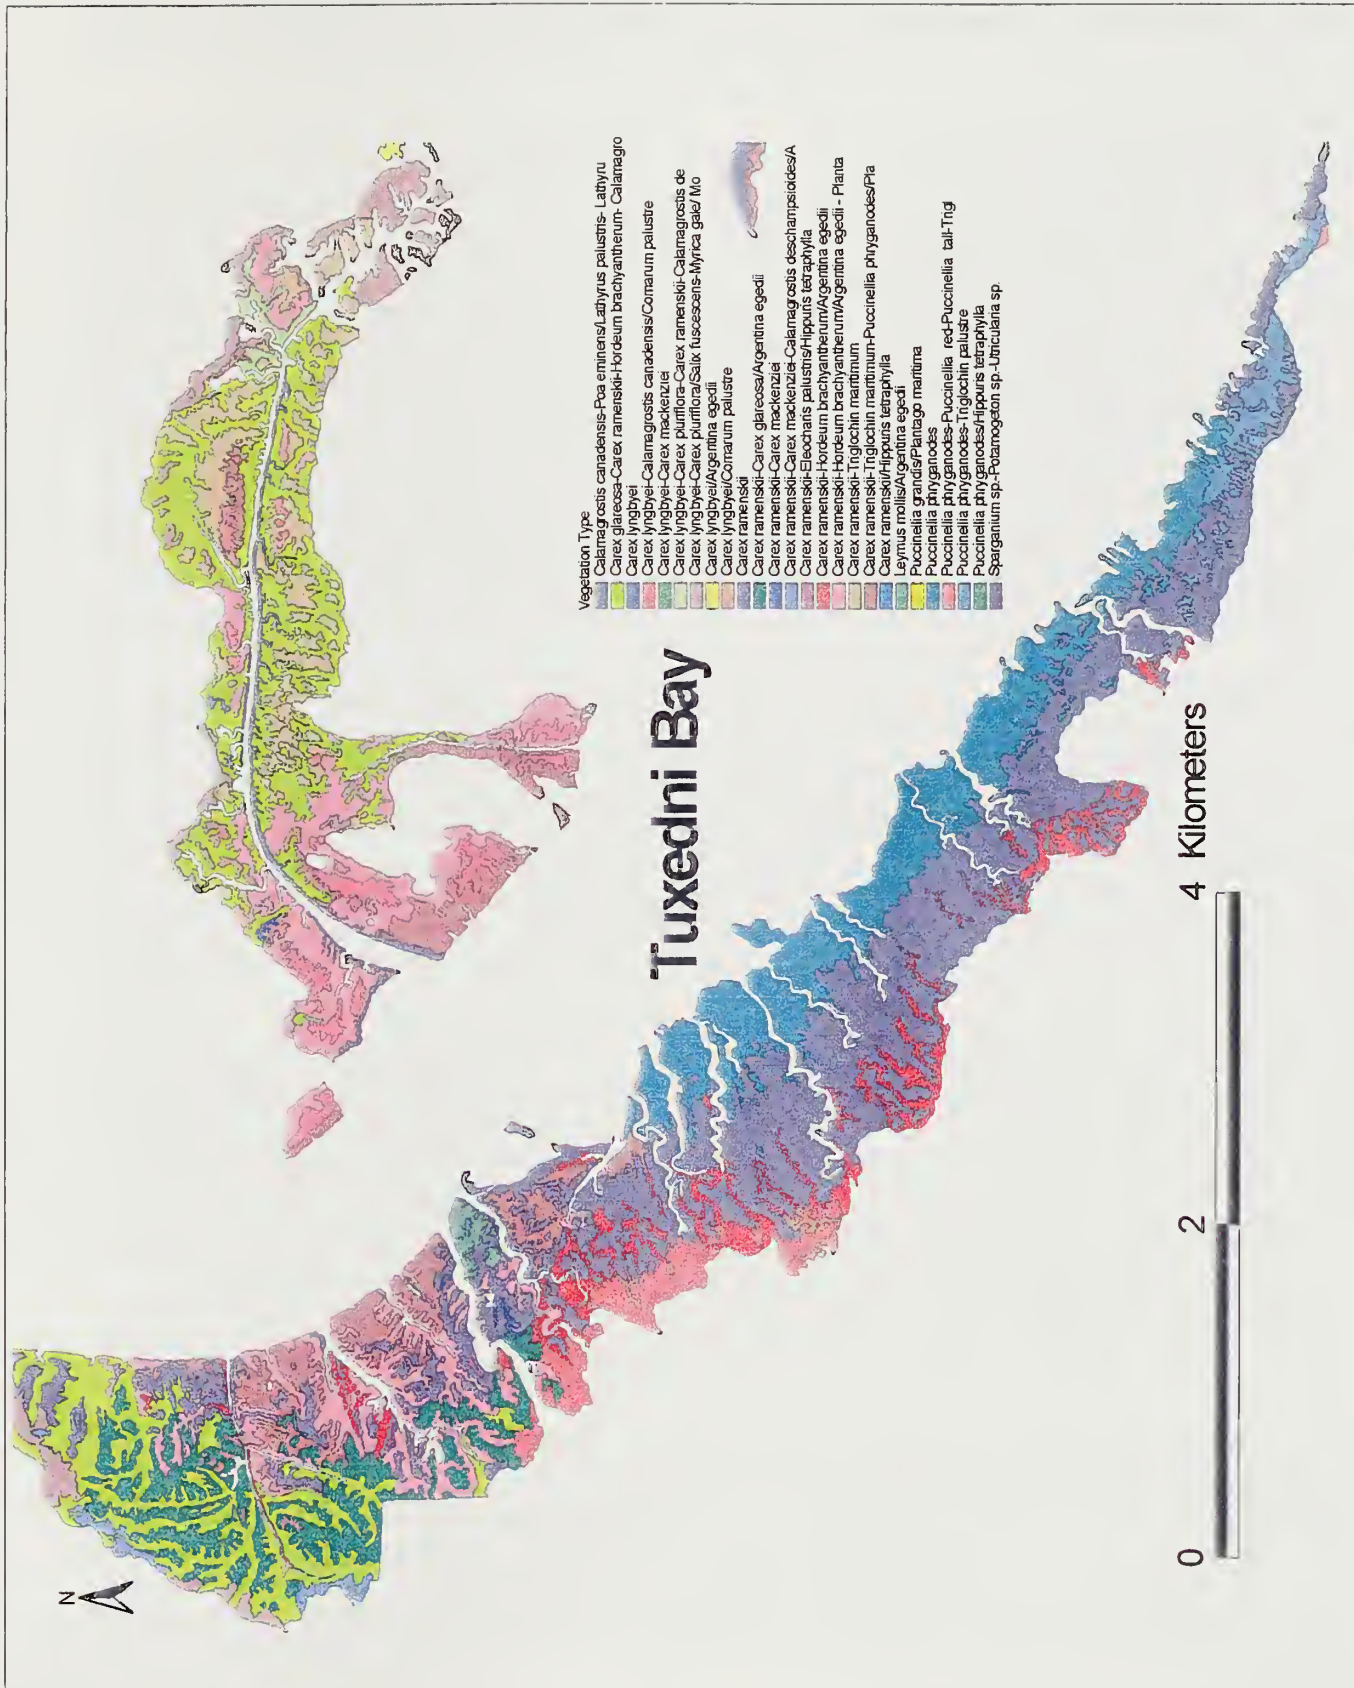 N
Tuxedni Bay
Vegetation Type
Calamagrostis canadensis-Poa eminens/Lathyrus palustris- Lathyru
Carex glareosa-Carex ramenskii-Hordeum brachyantherum- Calamagro
Carex lyngbyei
Carex lyngbyei-Calamagrostis canadensis/Comarum palustre
Carex lyngbyei-Carex mackenziei
Carex lyngbyei-Carex pluriflora-Carex ramenskii-Calamagrostis de
Carex lyngbyei-Carex pluriflora/Salix fuscescens-Myrica gale/ Mo
Carex lyngbyei/Argentina egedii
Carex lyngbyei/Comarum palustre
Carex ramenskii
Carex ramenskii-Carex glareosa/Argentina egedii
Carex ramenskii-Carex mackenziei
Carex ramenskii-Carex mackenziei-Calamagrostis deschampsioides/A
Carex ramenskii-Eleocharis palustris/Hippuris tetraphylla
Carex ramenskii-Hordeum brachyantherum/Argentina egedii
Carex ramenskii-Hordeum brachyantherum/Argentina egedii - Planta
Carex ramenskii-Triglochin maritimum
Carex ramenskii-Triglochin maritimum-Puccinellia phryganodes/Pla
Carex ramenskii/Hippuris tetraphylla
Leymus mollis/Argentina egedii
Puccinellia grandis/Plantago maritima
Puccinellia phryganodes
Puccinellia phryganodes-Puccinellia red-Puccinellia tall-Trigl
Puccinellia phryganodes-Triglochin palustre
Puccinellia phryganodes/Hippuris tetraphylla
Sparganium sp.-Potamogeton sp.-Utricularia sp.
0 2 4 Kilometers